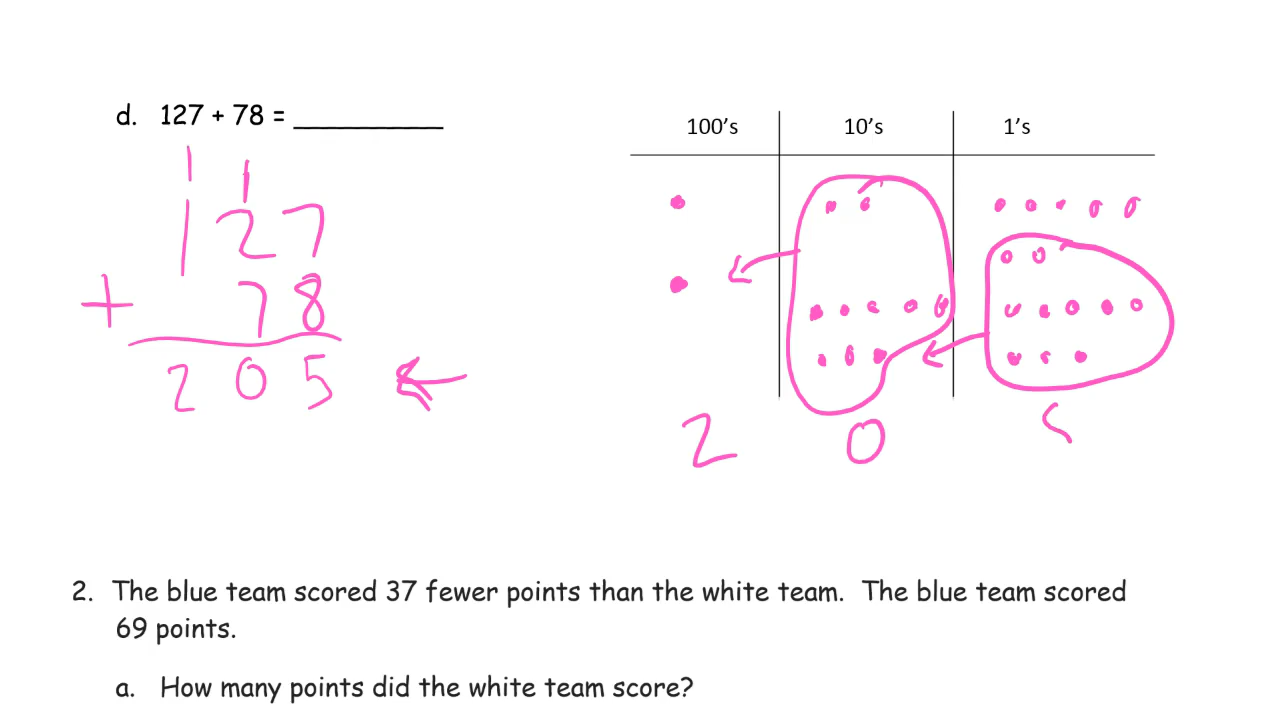 d. 127 + 78 = __________
100's 10's 1's
1 1
127
+ 78
205
2 0 5
2. The blue team scored 37 fewer points than the white team. The blue team scored
69 points.
a. How many points did the white team score?